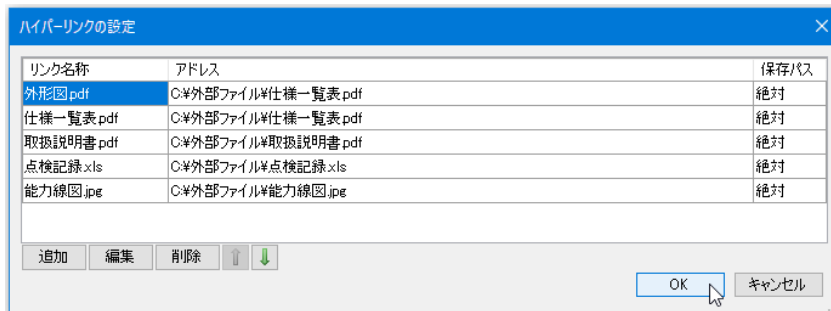 ハイパーリンクの設定
リンク名称 アドレス 保存パス
外形図.pdf C:¥外部ファイル¥仕様一覧表.pdf 絶対
仕様一覧表.pdf C:¥外部ファイル¥仕様一覧表.pdf 絶対
取扱説明書.pdf C:¥外部ファイル¥取扱説明書.pdf 絶対
点検記録.xls C:¥外部ファイル¥点検記録.xls 絶対
能力線図.jpg C:¥外部ファイル¥能力線図.jpg 絶対
追加 編集 削除
OK キャンセル